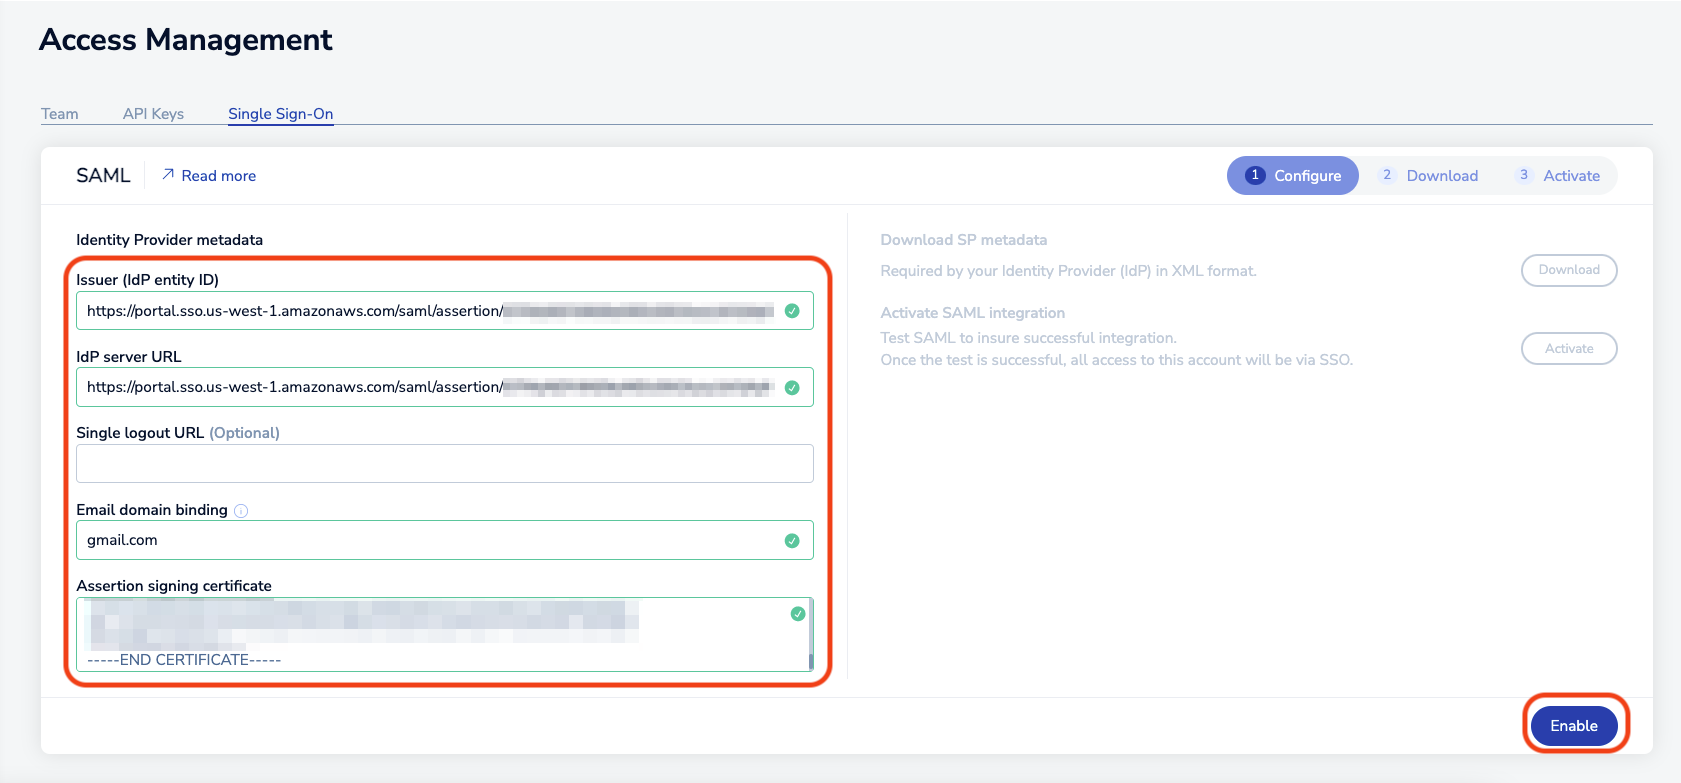 Access Management
Team API Keys Single Sign-On
SAML Read more
1 Configure 2 Download 3 Activate
Identity Provider metadata
Issuer (IdP entity ID)
https://portal.sso.us-west-1.amazonaws.com/saml/assertion/
IdP server URL
https://portal.sso.us-west-1.amazonaws.com/saml/assertion/
Single logout URL (Optional)
Email domain binding
gmail.com
Assertion signing certificate
-----END CERTIFICATE-----
Download SP metadata
Required by your Identity Provider (IdP) in XML format.
Download
Activate SAML integration
Test SAML to insure successful integration.
Once the test is successful, all access to this account will be via SSO.
Activate
Enable